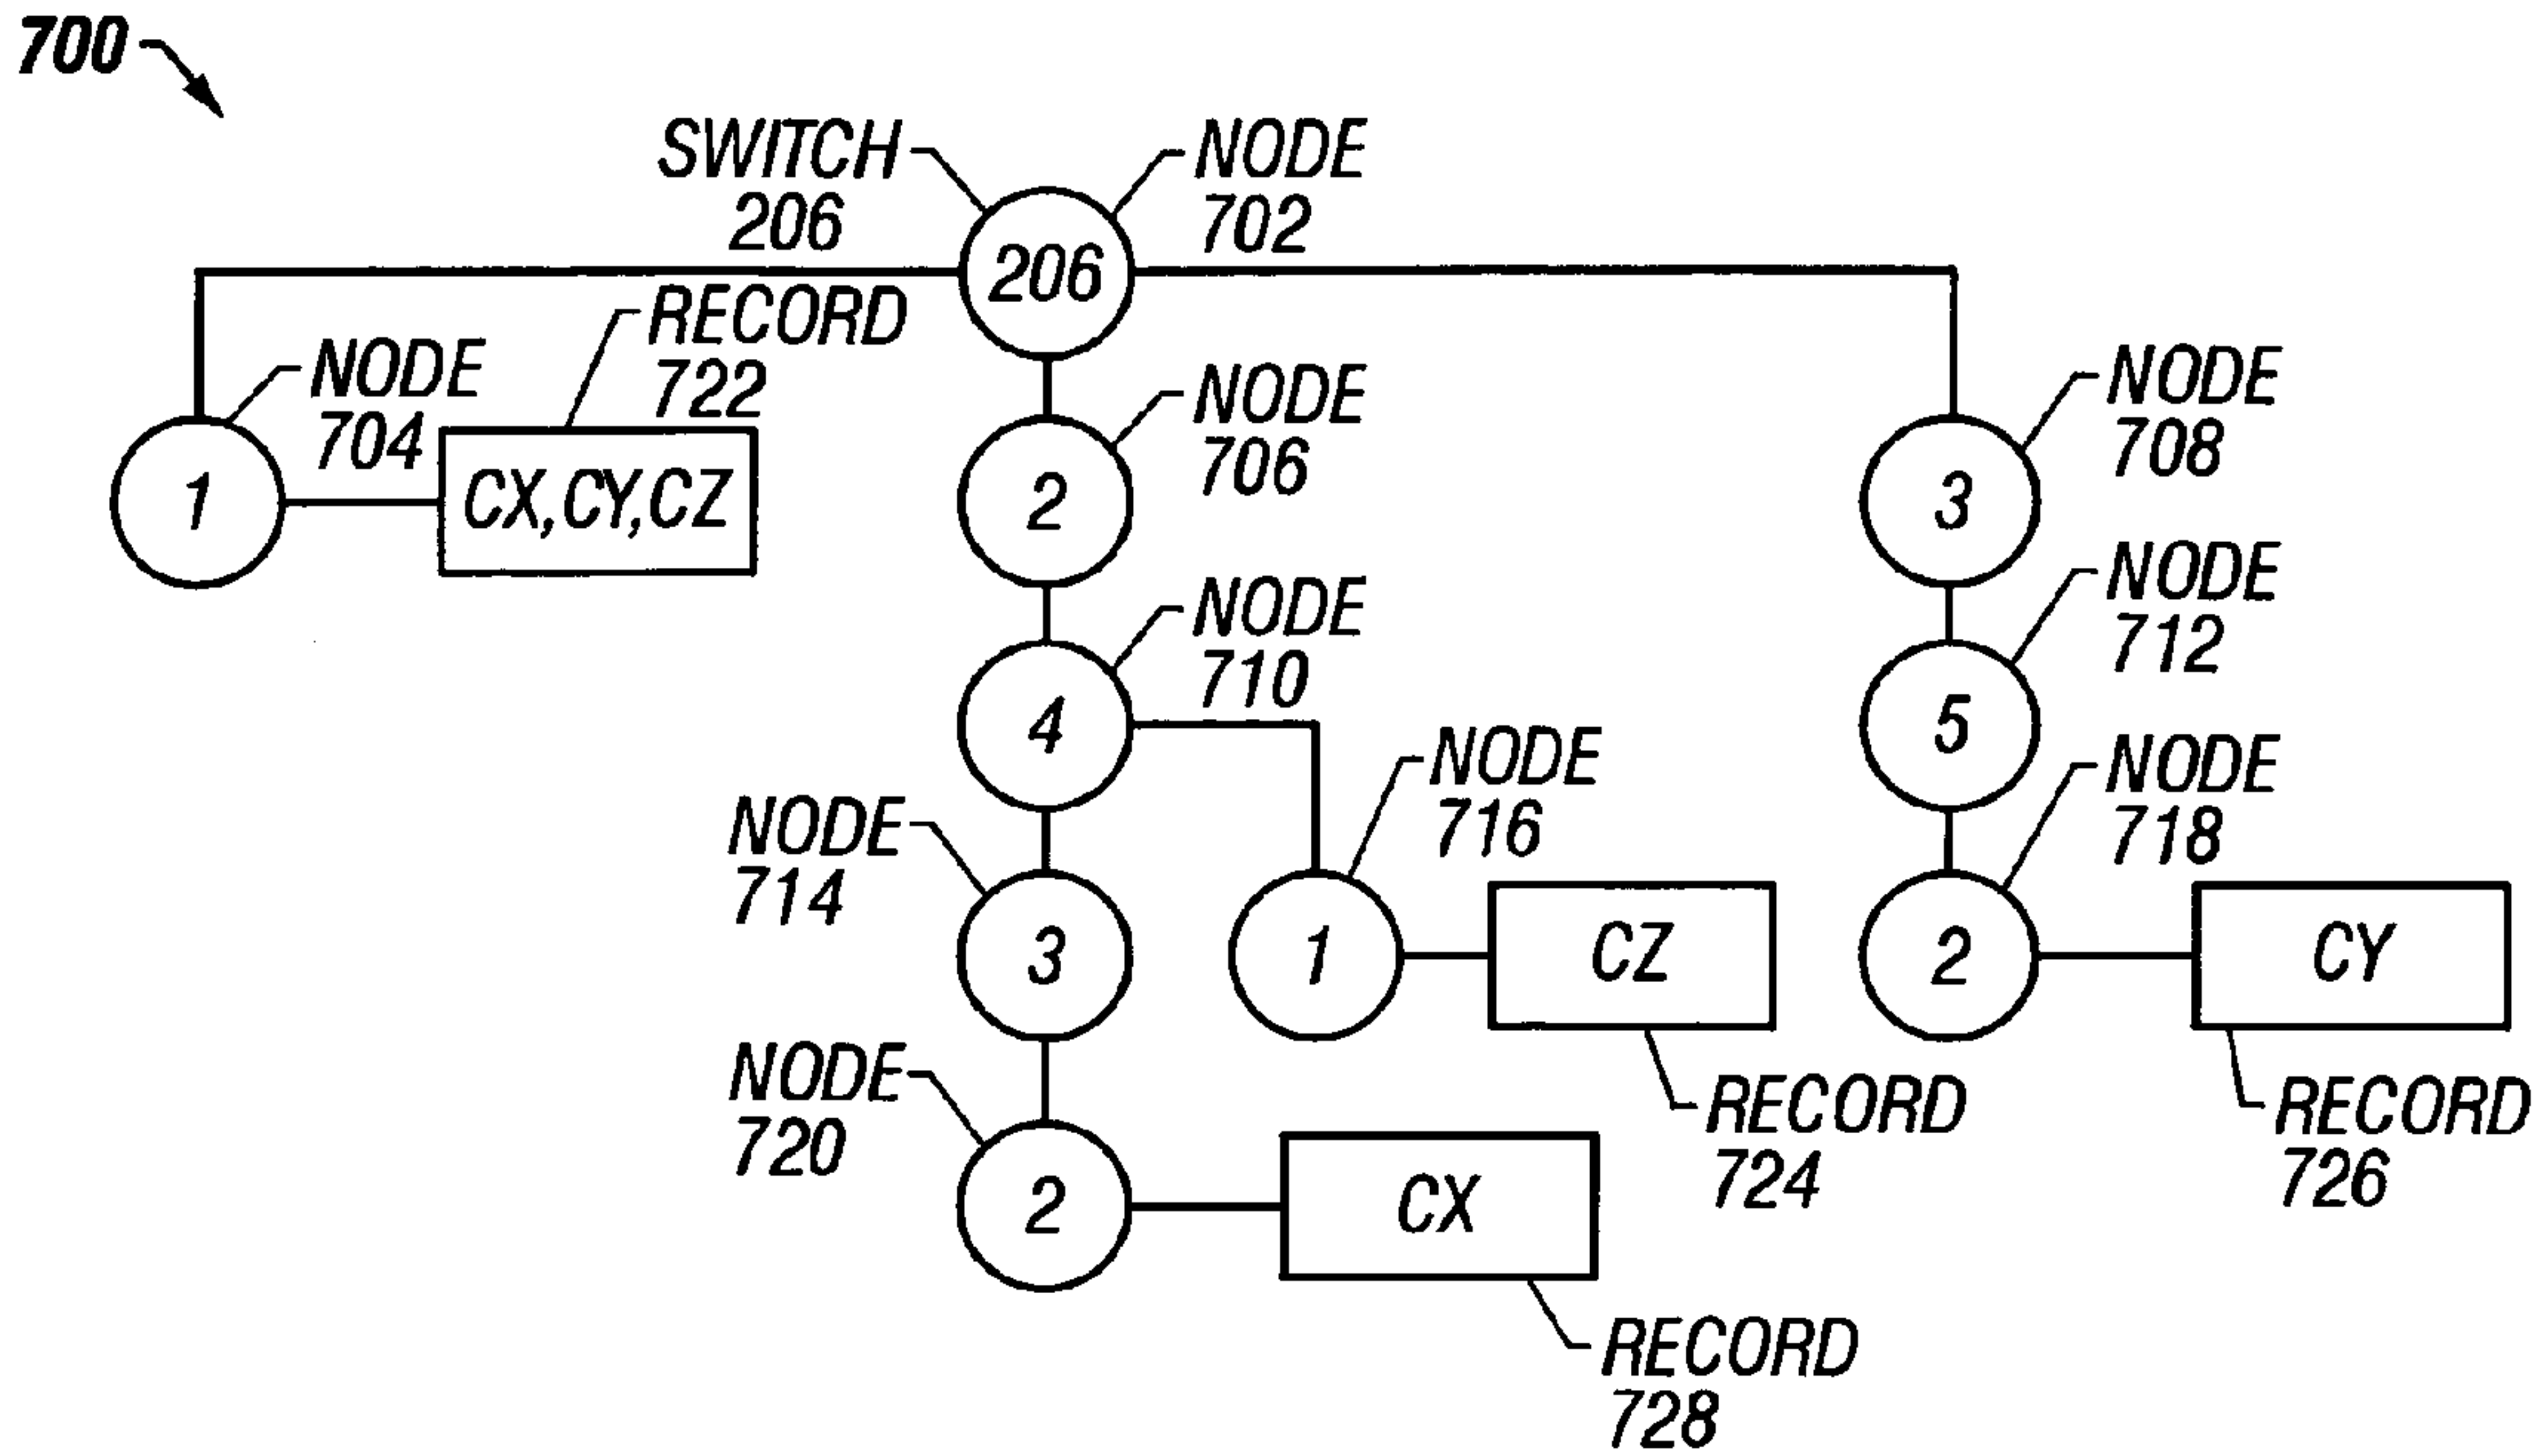 700
SWITCH
206
NODE
702
206
RECORD
722
NODE
704
NODE
706
NODE
708
1
CX, CY, CZ
2
3
NODE
710
NODE
712
4
5
NODE
714
NODE
716
NODE
718
3
1
CZ
2
CY
NODE
720
RECORD
724
RECORD
726
2
CX
RECORD
728